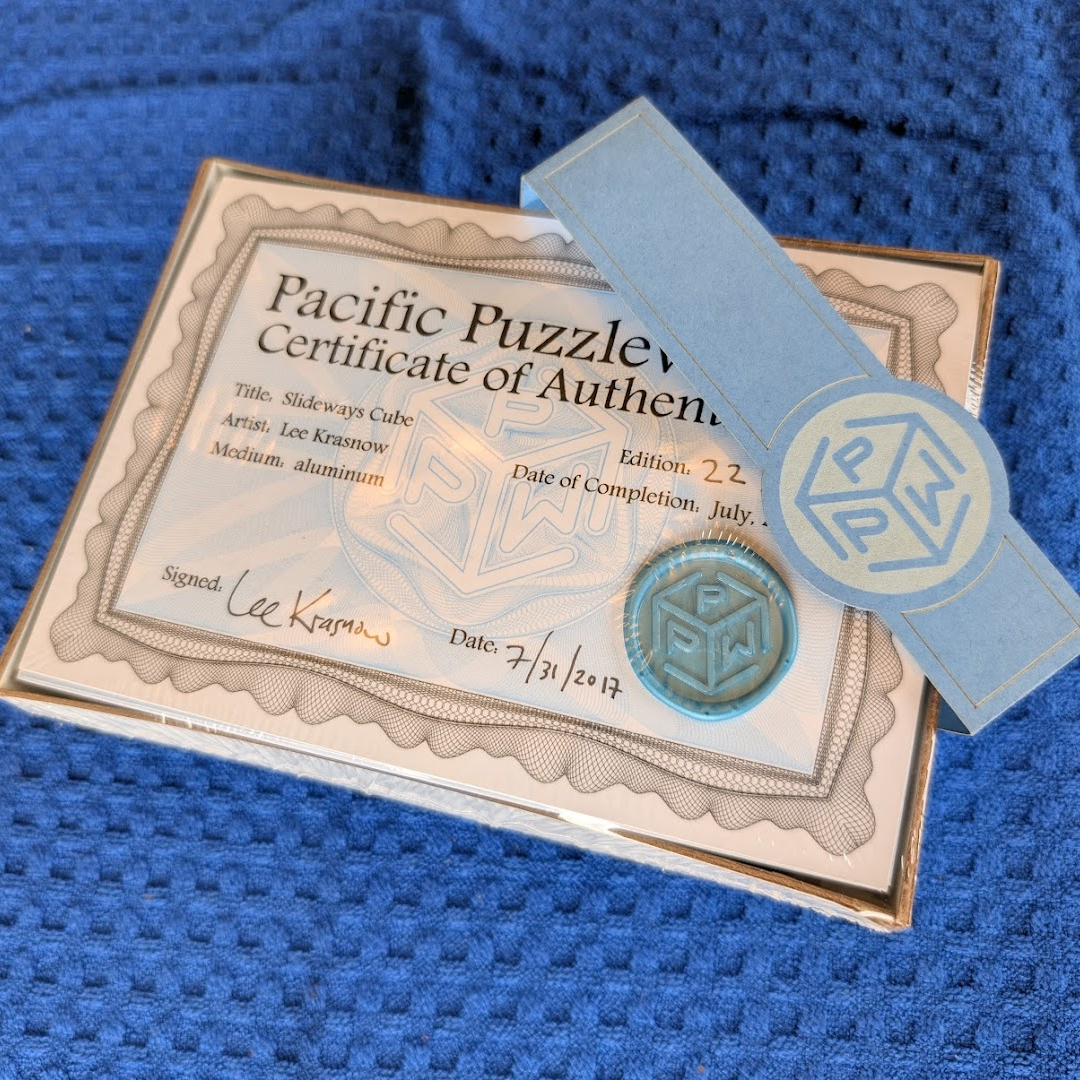 Pacific Puzzlew
Certificate of Authent
Title: Slideways Cube
Artist: Lee Krasnow
Medium: aluminum
Edition: 22
Date of Completion: July,
Signed: Lee Krasnow
Date: 7/31/2017
P
P W
P
P W
P
P P W